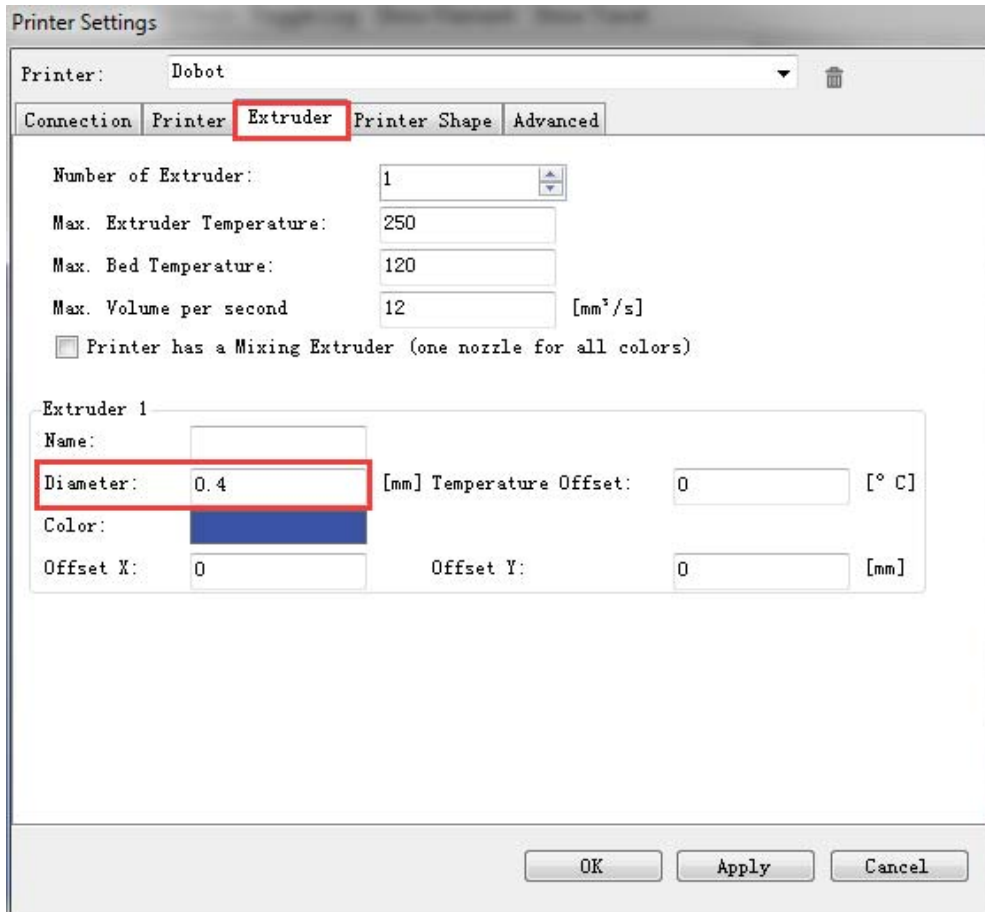 Printer Settings
Printer: Dobot
Connection Printer Extruder Printer Shape Advanced
Number of Extruder: 1
Max. Extruder Temperature: 250
Max. Bed Temperature: 120
Max. Volume per second 12 [mm³/s]
Printer has a Mixing Extruder (one nozzle for all colors)
Extruder 1
Name:
Diameter: 0.4 [mm] Temperature Offset: 0 [° C]
Color:
Offset X: 0 Offset Y: 0 [mm]
OK Apply Cancel